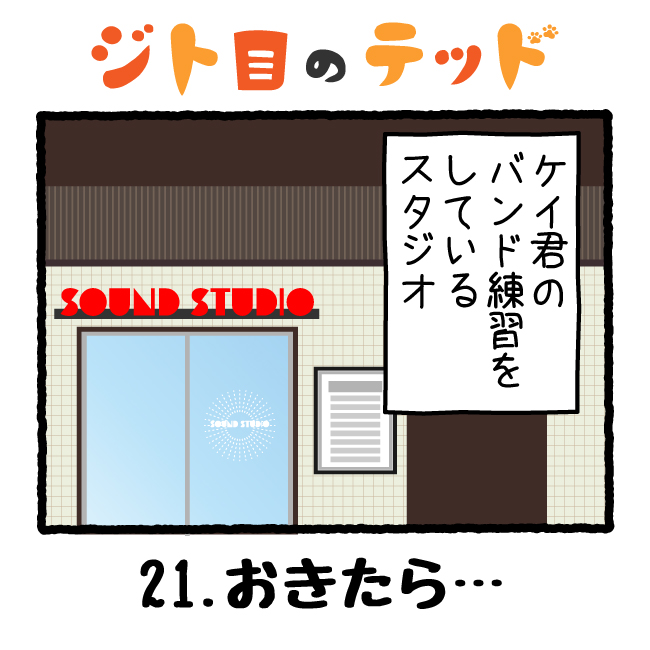 ジト目のテッド
ケイ君の
バンド練習を
している
スタジオ
SOUND STUDIO
SOUND STUDIO
21.おきたら…